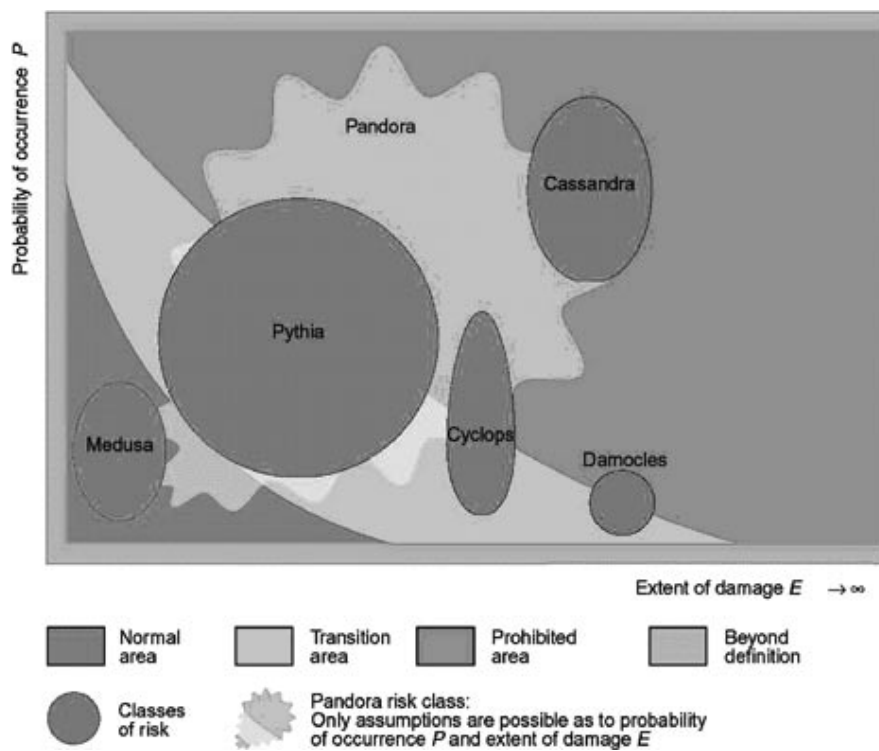 Probability of occurrence P
Pandora
Cassandra
Pythia
Medusa
Cyclops
Damocles
Extent of damage E → ∞
Normal
area
Transition
area
Prohibited
area
Beyond
definition
Classes
of risk
Pandora risk class:
Only assumptions are possible as to probability
of occurrence P and extent of damage E